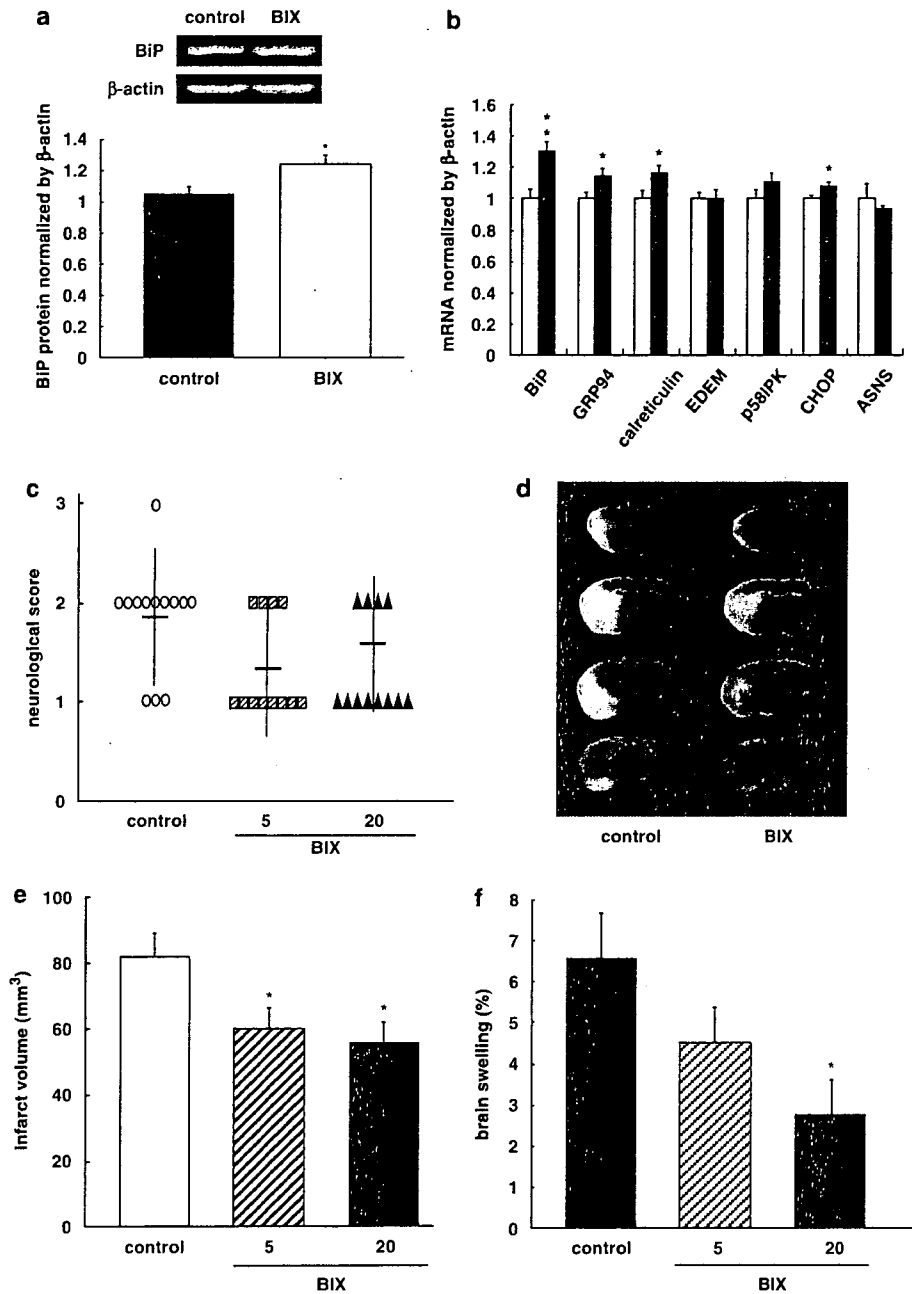 a
control BIX
BiP
β-actin
BiP protein normalized by β-actin
1.4
1.2
1
0.8
0.6
0.4
0.2
0
*
control BIX
b
mRNA normalized by β-actin
1.6
1.4
1.2
1
0.8
0.6
0.4
0.2
0
*
*
*
*
*
BiP
GRP94
calreticulin
EDEM
p58IPK
CHOP
ASNS
c
neurological score
3
2
1
0
control 5 20
BIX
d
control BIX
e
infarct volume (mm³)
100
80
60
40
20
0
* *
control 5 20
BIX
f
brain swelling (%)
8
7
6
5
4
3
2
1
0
*
control 5 20
BIX